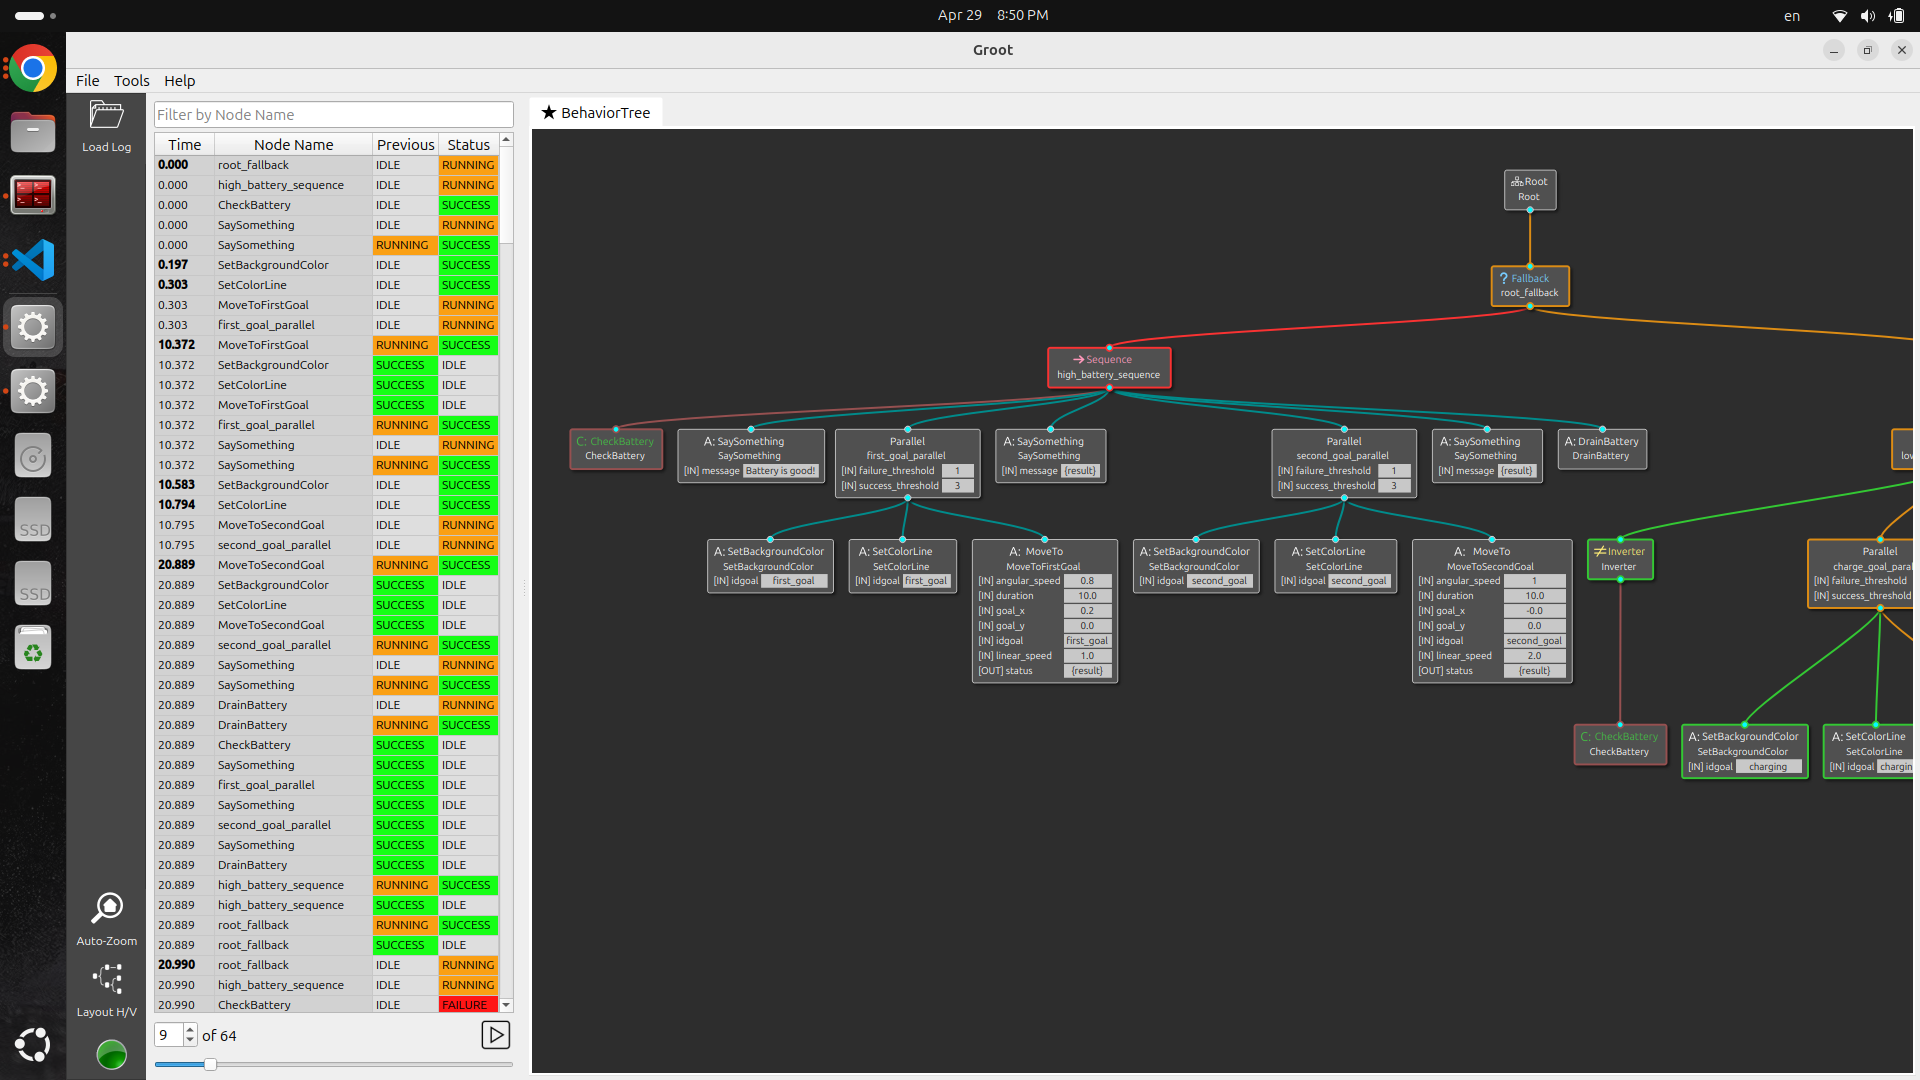 Apr 29 8:50 PM
en
Groot
File Tools Help
Load Log
Filter by Node Name
Time Node Name Previous Status
0.000 root_fallback IDLE RUNNING
0.000 high_battery_sequence IDLE RUNNING
0.000 CheckBattery IDLE SUCCESS
0.000 SaySomething IDLE RUNNING
0.000 SaySomething RUNNING SUCCESS
0.197 SetBackgroundColor IDLE SUCCESS
0.303 SetColorLine IDLE SUCCESS
0.303 MoveToFirstGoal IDLE RUNNING
0.303 first_goal_parallel IDLE RUNNING
10.372 MoveToFirstGoal RUNNING SUCCESS
10.372 SetBackgroundColor SUCCESS IDLE
10.372 SetColorLine SUCCESS IDLE
10.372 MoveToFirstGoal SUCCESS IDLE
10.372 first_goal_parallel RUNNING SUCCESS
10.372 SaySomething IDLE RUNNING
10.372 SaySomething RUNNING SUCCESS
10.583 SetBackgroundColor IDLE SUCCESS
10.794 SetColorLine IDLE SUCCESS
10.795 MoveToSecondGoal IDLE RUNNING
10.795 second_goal_parallel IDLE RUNNING
20.889 MoveToSecondGoal RUNNING SUCCESS
20.889 SetBackgroundColor SUCCESS IDLE
20.889 SetColorLine SUCCESS IDLE
20.889 MoveToSecondGoal SUCCESS IDLE
20.889 second_goal_parallel RUNNING SUCCESS
20.889 SaySomething IDLE RUNNING
20.889 SaySomething RUNNING SUCCESS
20.889 DrainBattery IDLE RUNNING
20.889 DrainBattery RUNNING SUCCESS
20.889 CheckBattery SUCCESS IDLE
20.889 SaySomething SUCCESS IDLE
20.889 first_goal_parallel SUCCESS IDLE
20.889 SaySomething SUCCESS IDLE
20.889 second_goal_parallel SUCCESS IDLE
20.889 SaySomething SUCCESS IDLE
20.889 DrainBattery SUCCESS IDLE
20.889 high_battery_sequence RUNNING SUCCESS
20.889 high_battery_sequence SUCCESS IDLE
20.889 root_fallback RUNNING SUCCESS
20.889 root_fallback SUCCESS IDLE
20.990 root_fallback IDLE RUNNING
20.990 high_battery_sequence IDLE RUNNING
20.990 CheckBattery IDLE FAILURE
9 of 64
Auto-Zoom
Layout H/V
SSD
SSD
★ BehaviorTree
Root
Root
? Fallback
root_fallback
Sequence
high_battery_sequence
C: CheckBattery
CheckBattery
A: SaySomething
SaySomething
[IN] message Battery is good!
Parallel
first_goal_parallel
[IN] failure_threshold 1
[IN] success_threshold 3
A: SaySomething
SaySomething
[IN] message {result}
Parallel
second_goal_parallel
[IN] failure_threshold 1
[IN] success_threshold 3
A: SaySomething
SaySomething
[IN] message {result}
A: DrainBattery
DrainBattery
low
A: SetBackgroundColor
SetBackgroundColor
[IN] idgoal first_goal
A: SetColorLine
SetColorLine
[IN] idgoal first_goal
A: MoveTo
MoveToFirstGoal
[IN] angular_speed 0.8
[IN] duration 10.0
[IN] goal_x 0.2
[IN] goal_y 0.0
[IN] idgoal first_goal
[IN] linear_speed 1.0
[OUT] status {result}
A: SetBackgroundColor
SetBackgroundColor
[IN] idgoal second_goal
A: SetColorLine
SetColorLine
[IN] idgoal second_goal
A: MoveTo
MoveToSecondGoal
[IN] angular_speed 1
[IN] duration 10.0
[IN] goal_x -0.0
[IN] goal_y 0.0
[IN] idgoal second_goal
[IN] linear_speed 2.0
[OUT] status {result}
≠ Inverter
Inverter
Parallel
charge_goal_paral
[IN] failure_threshold
[IN] success_threshold
C: CheckBattery
CheckBattery
A: SetBackgroundColor
SetBackgroundColor
[IN] idgoal charging
A: SetColorLine
SetColorLine
[IN] idgoal chargin